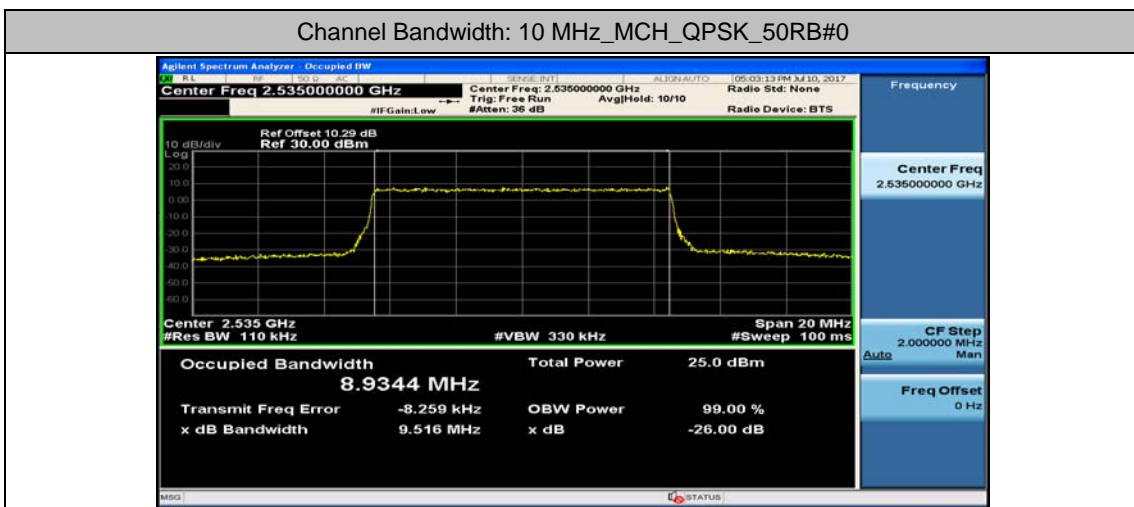 Channel Bandwidth: 10 MHz_MCH_QPSK_50RB#0
Agilent Spectrum Analyzer - Occupied BW
RL RF 50 Ω AC SENSE:INT ALIGN AUTO 05:03:13 PM Jul 10, 2017
Center Freq 2.535000000 GHz
Center Freq: 2.535000000 GHz Radio Std: None
Trig: Free Run Avg|Hold: 10/10
#IFGain:Low #Atten: 36 dB Radio Device: BTS
Frequency
Ref Offset 10.29 dB
10 dB/div Ref 30.00 dBm
Log
20.0
10.0
0.00
-10.0
-20.0
-30.0
-40.0
-50.0
-60.0
Center 2.535 GHz Span 20 MHz
#Res BW 110 kHz #VBW 330 kHz #Sweep 100 ms
Occupied Bandwidth Total Power 25.0 dBm
8.9344 MHz
Transmit Freq Error -8.259 kHz OBW Power 99.00 %
x dB Bandwidth 9.516 MHz x dB -26.00 dB
Center Freq
2.535000000 GHz
CF Step
2.000000 MHz
Auto Man
Freq Offset
0 Hz
MSG STATUS